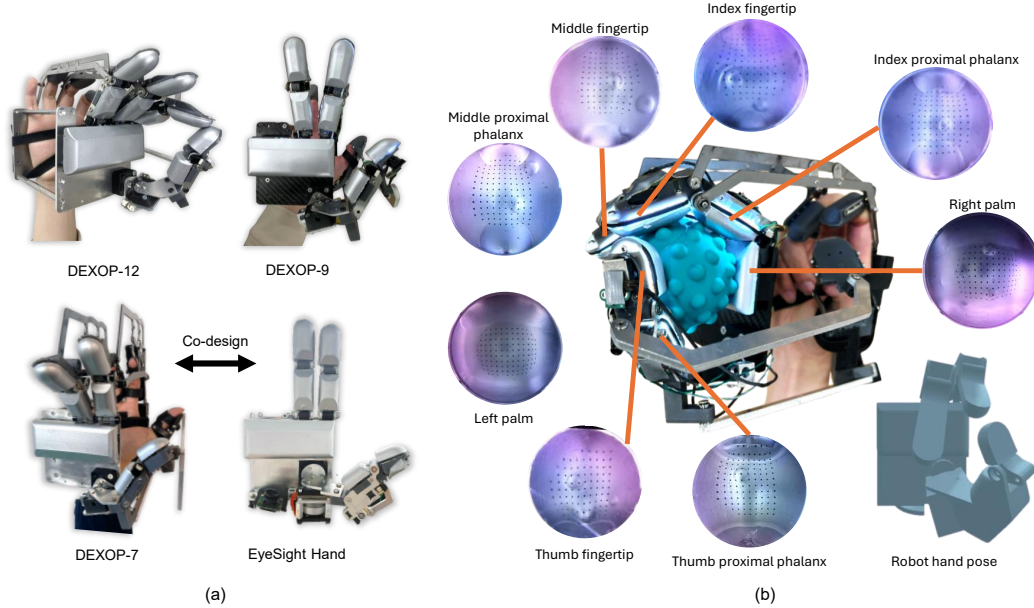 DEXOP-12
DEXOP-9
Co-design
DEXOP-7
EyeSight Hand
(a)
Middle fingertip
Index fingertip
Index proximal phalanx
Middle proximal
phalanx
Right palm
Left palm
Thumb fingertip
Thumb proximal phalanx
Robot hand pose
(b)